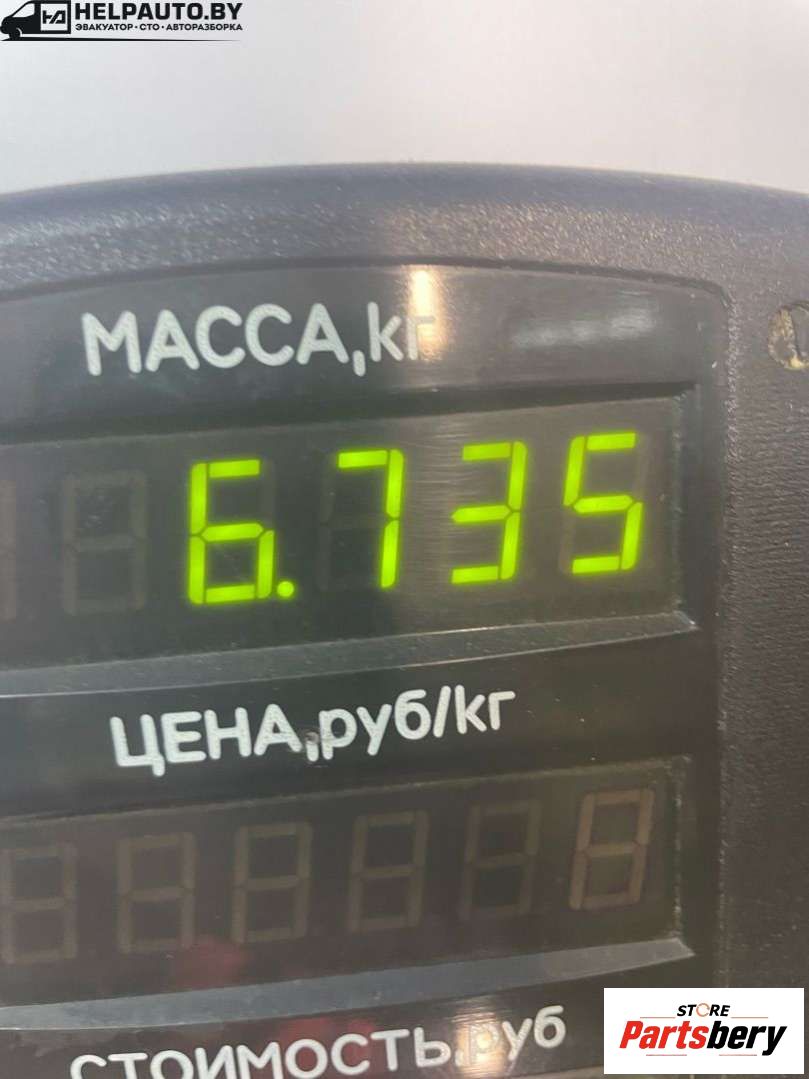 HELPAUTO.BY
ЭВАКУАТОР • СТО • АВТОРАЗБОРКА
МАССА,кг
6.735
ЦЕНА,руб/кг
СТОИМОСТЬ,руб
STORE
Partsbery